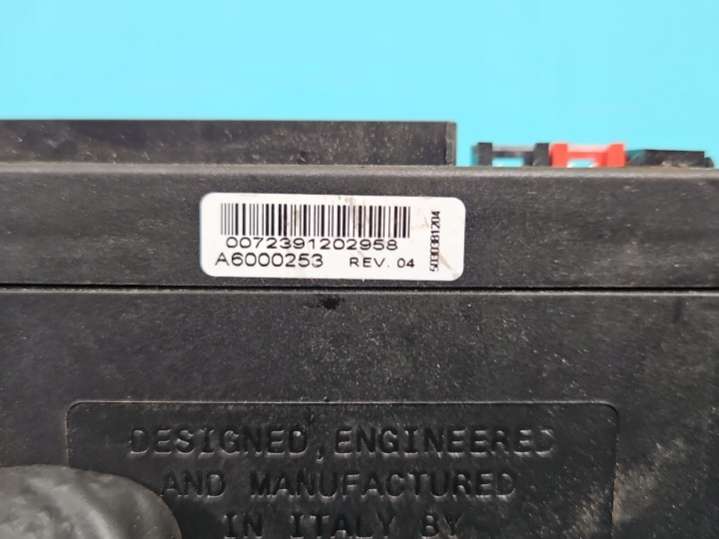 0072391202958
A6000253 REV. 04
DESIGNED, ENGINEERED
AND MANUFACTURED
IN ITALY BY